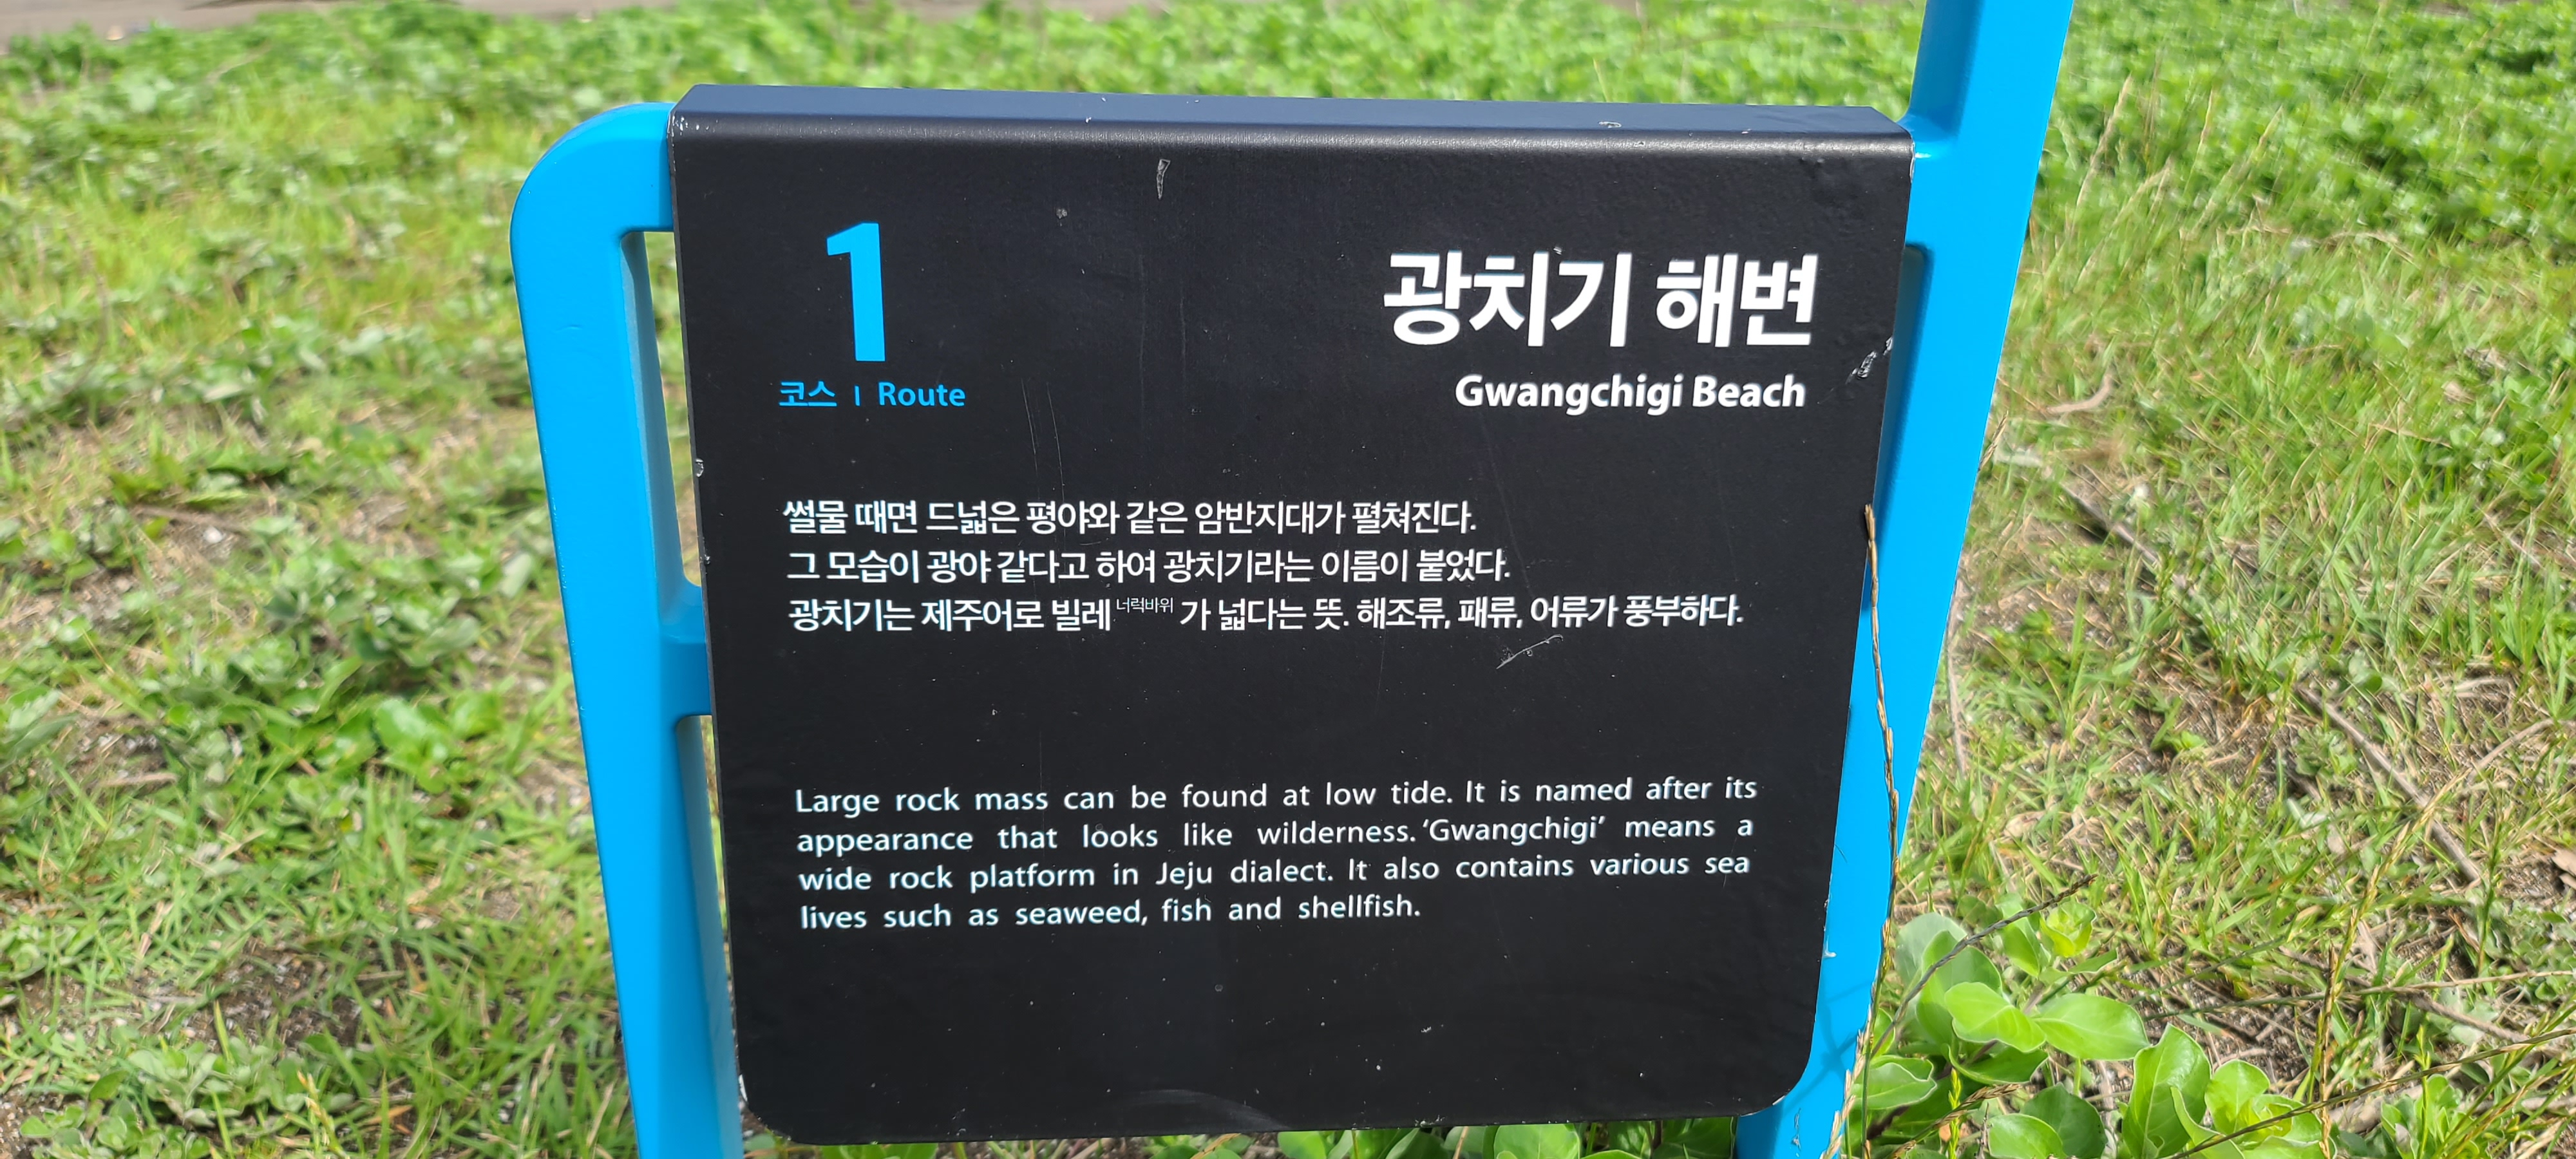 1
코스 | Route
광치기 해변
Gwangchigi Beach
썰물 때면 드넓은 평야와 같은 암반지대가 펼쳐진다.
그 모습이 광야 같다고 하여 광치기라는 이름이 붙었다.
광치기는 제주어로 빌레 너럭바위 가 넓다는 뜻. 해조류, 패류, 어류가 풍부하다.
Large rock mass can be found at low tide. It is named after its
appearance that looks like wilderness. ‘Gwangchigi’ means a
wide rock platform in Jeju dialect. It also contains various sea
lives such as seaweed, fish and shellfish.